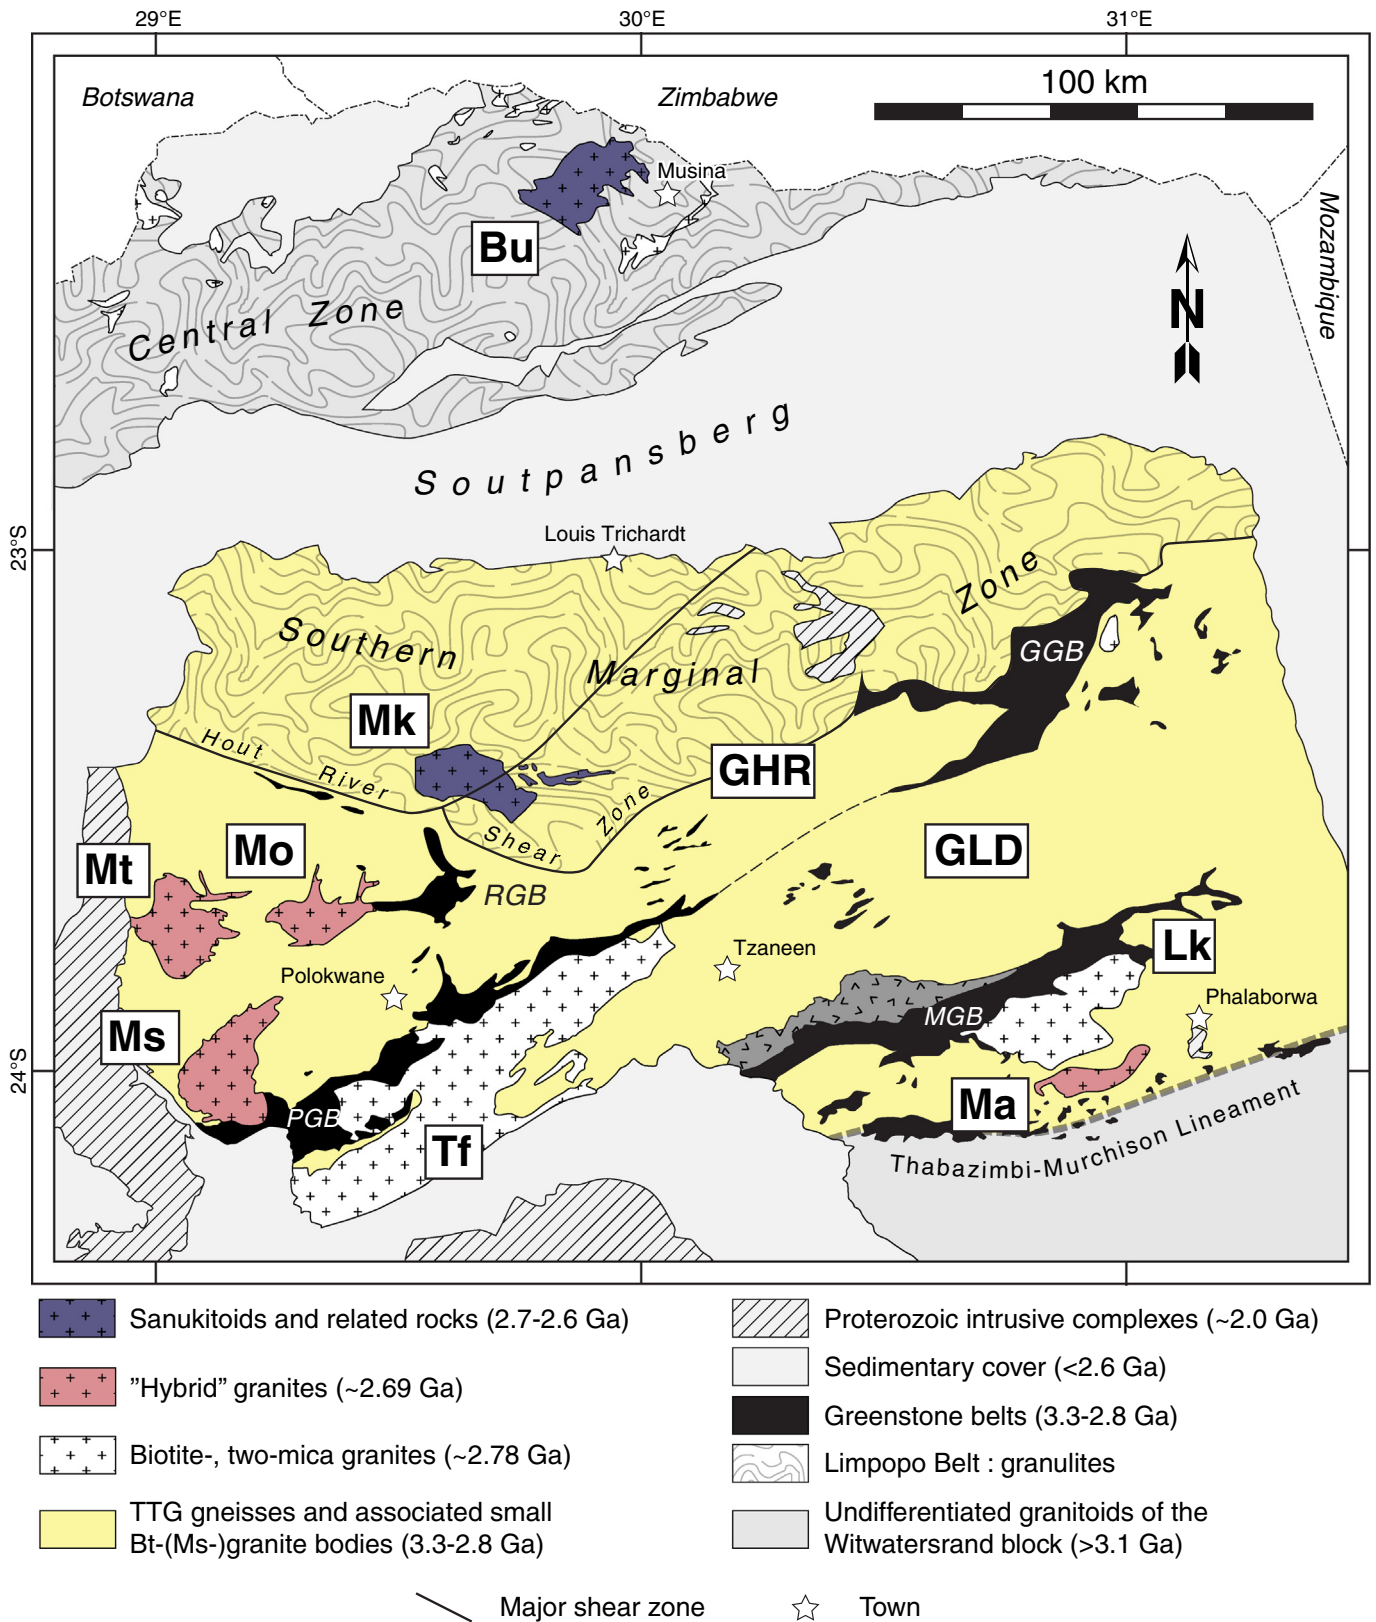 29°E
30°E
31°E
Botswana
Zimbabwe
100 km
Musina
Mozambique
Bu
N
Central Zone
Soutpansberg
23°S
Louis Trichardt
Zone
Southern
GGB
Marginal
Mk
Hout
River
GHR
Zone
Shear
Mo
GLD
Mt
RGB
Tzaneen
Lk
Polokwane
Phalaborwa
MGB
Ms
24°S
PGB
Ma
Tf
Thabazimbi-Murchison Lineament
Sanukitoids and related rocks (2.7-2.6 Ga)
”Hybrid” granites (~2.69 Ga)
Biotite-, two-mica granites (~2.78 Ga)
TTG gneisses and associated small
Bt-(Ms-)granite bodies (3.3-2.8 Ga)
Proterozoic intrusive complexes (~2.0 Ga)
Sedimentary cover (<2.6 Ga)
Greenstone belts (3.3-2.8 Ga)
Limpopo Belt : granulites
Undifferentiated granitoids of the
Witwatersrand block (>3.1 Ga)
Major shear zone
Town